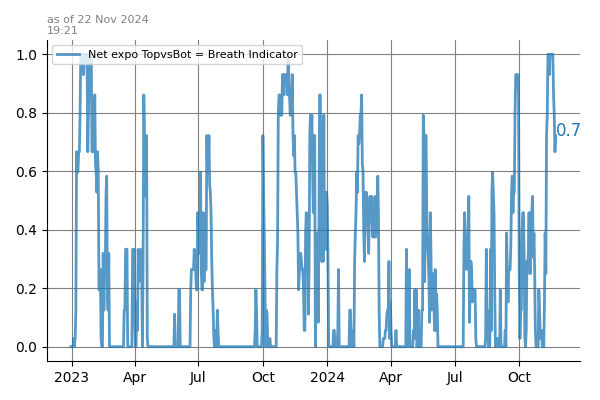 as of 22 Nov 2024
19:21
Net expo TopvsBot = Breath Indicator
1.0
0.8
0.7
0.6
0.4
0.2
0.0
2023 Apr Jul Oct 2024 Apr Jul Oct